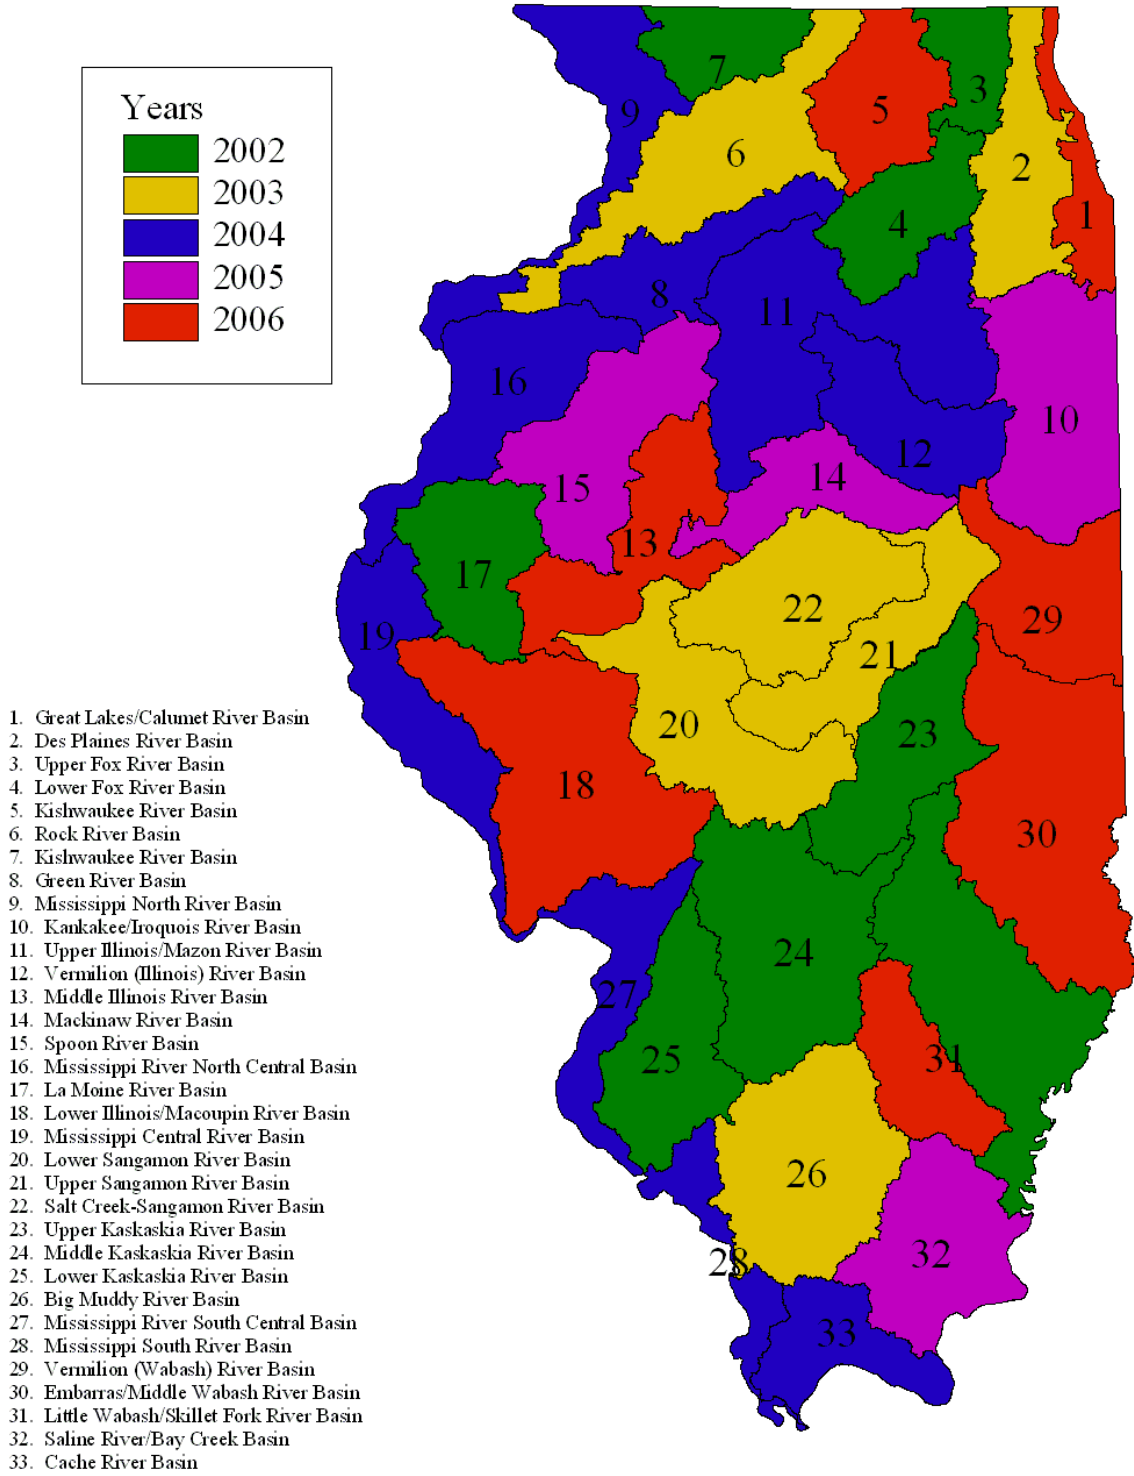 Years
2002
2003
2004
2005
2006
7
9
5
3
6
2
1
4
8
11
16
10
12
15
14
13
17
22
19
29
21
20
23
18
30
24
27
25
31
26
28
32
33
1. Great Lakes/Calumet River Basin
2. Des Plaines River Basin
3. Upper Fox River Basin
4. Lower Fox River Basin
5. Kishwaukee River Basin
6. Rock River Basin
7. Kishwaukee River Basin
8. Green River Basin
9. Mississippi North River Basin
10. Kankakee/Iroquois River Basin
11. Upper Illinois/Mazon River Basin
12. Vermilion (Illinois) River Basin
13. Middle Illinois River Basin
14. Mackinaw River Basin
15. Spoon River Basin
16. Mississippi River North Central Basin
17. La Moine River Basin
18. Lower Illinois/Macoupin River Basin
19. Mississippi Central River Basin
20. Lower Sangamon River Basin
21. Upper Sangamon River Basin
22. Salt Creek-Sangamon River Basin
23. Upper Kaskaskia River Basin
24. Middle Kaskaskia River Basin
25. Lower Kaskaskia River Basin
26. Big Muddy River Basin
27. Mississippi River South Central Basin
28. Mississippi South River Basin
29. Vermilion (Wabash) River Basin
30. Embarras/Middle Wabash River Basin
31. Little Wabash/Skillet Fork River Basin
32. Saline River/Bay Creek Basin
33. Cache River Basin